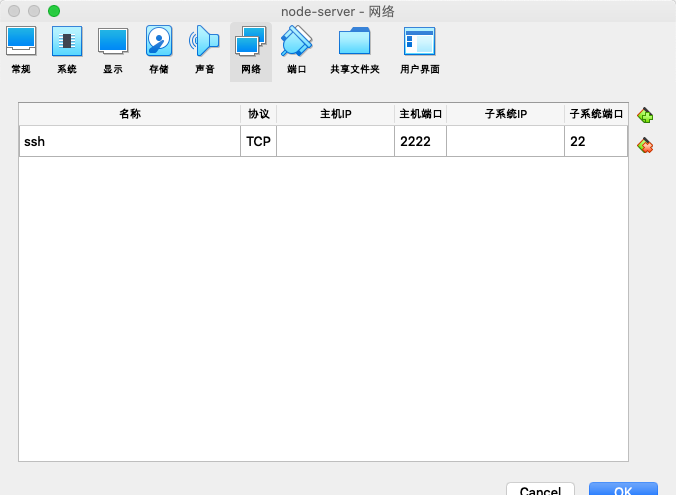 node-server - 网络
常规 系统 显示 存储 声音 网络 端口 共享文件夹 用户界面
名称 协议 主机IP 主机端口 子系统IP 子系统端口
ssh TCP 2222 22
Cancel OK